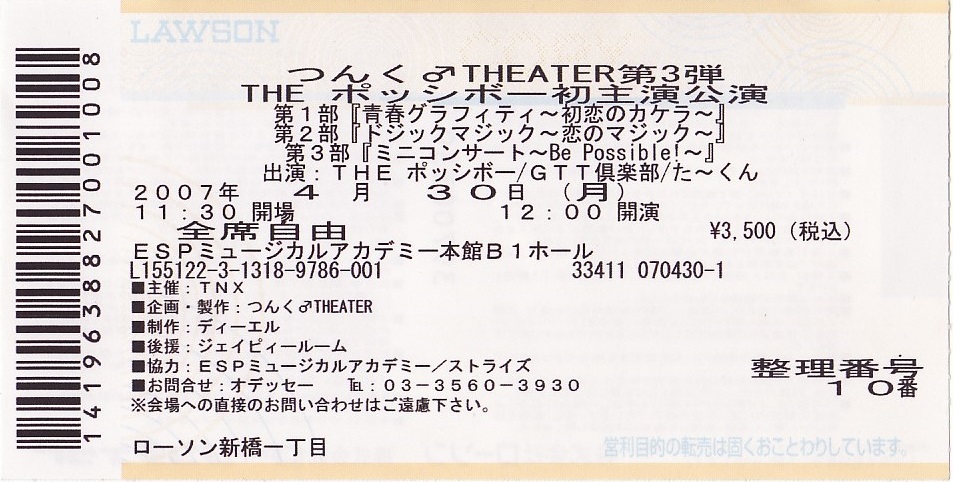 LAWSON
つんく♂THEATER第3弾
THE ポッシボー初主演公演
第1部『青春グラフィティ～初恋のカケラ～』
第2部『ドジックマジック～恋のマジック～』
第3部『ミニコンサート～Be Possible!～』
出演：ＴＨＥ ポッシボー/ＧＴＴ倶楽部/た～くん
２００７年　４　月　３０日　（月）
１１：３０ 開場　１２：００ 開演
全席自由　¥3,500（税込）
ＥＳＰミュージカルアカデミー本館Ｂ１ホール
L155122-3-1318-9786-001　33411 070430-1
■主催：ＴＮＸ
■企画・製作：つんく♂THEATER
■制作：ディーエル
■後援：ジェイピィールーム
■協力：ＥＳＰミュージカルアカデミー／ストライズ
■お問合せ：オデッセー　℡：０３－３５６０－３９３０
※会場への直接のお問い合わせはご遠慮下さい。
整理番号
１０番
ローソン新橋一丁目
営利目的の転売は固くおことわりしています。
1419638827001008